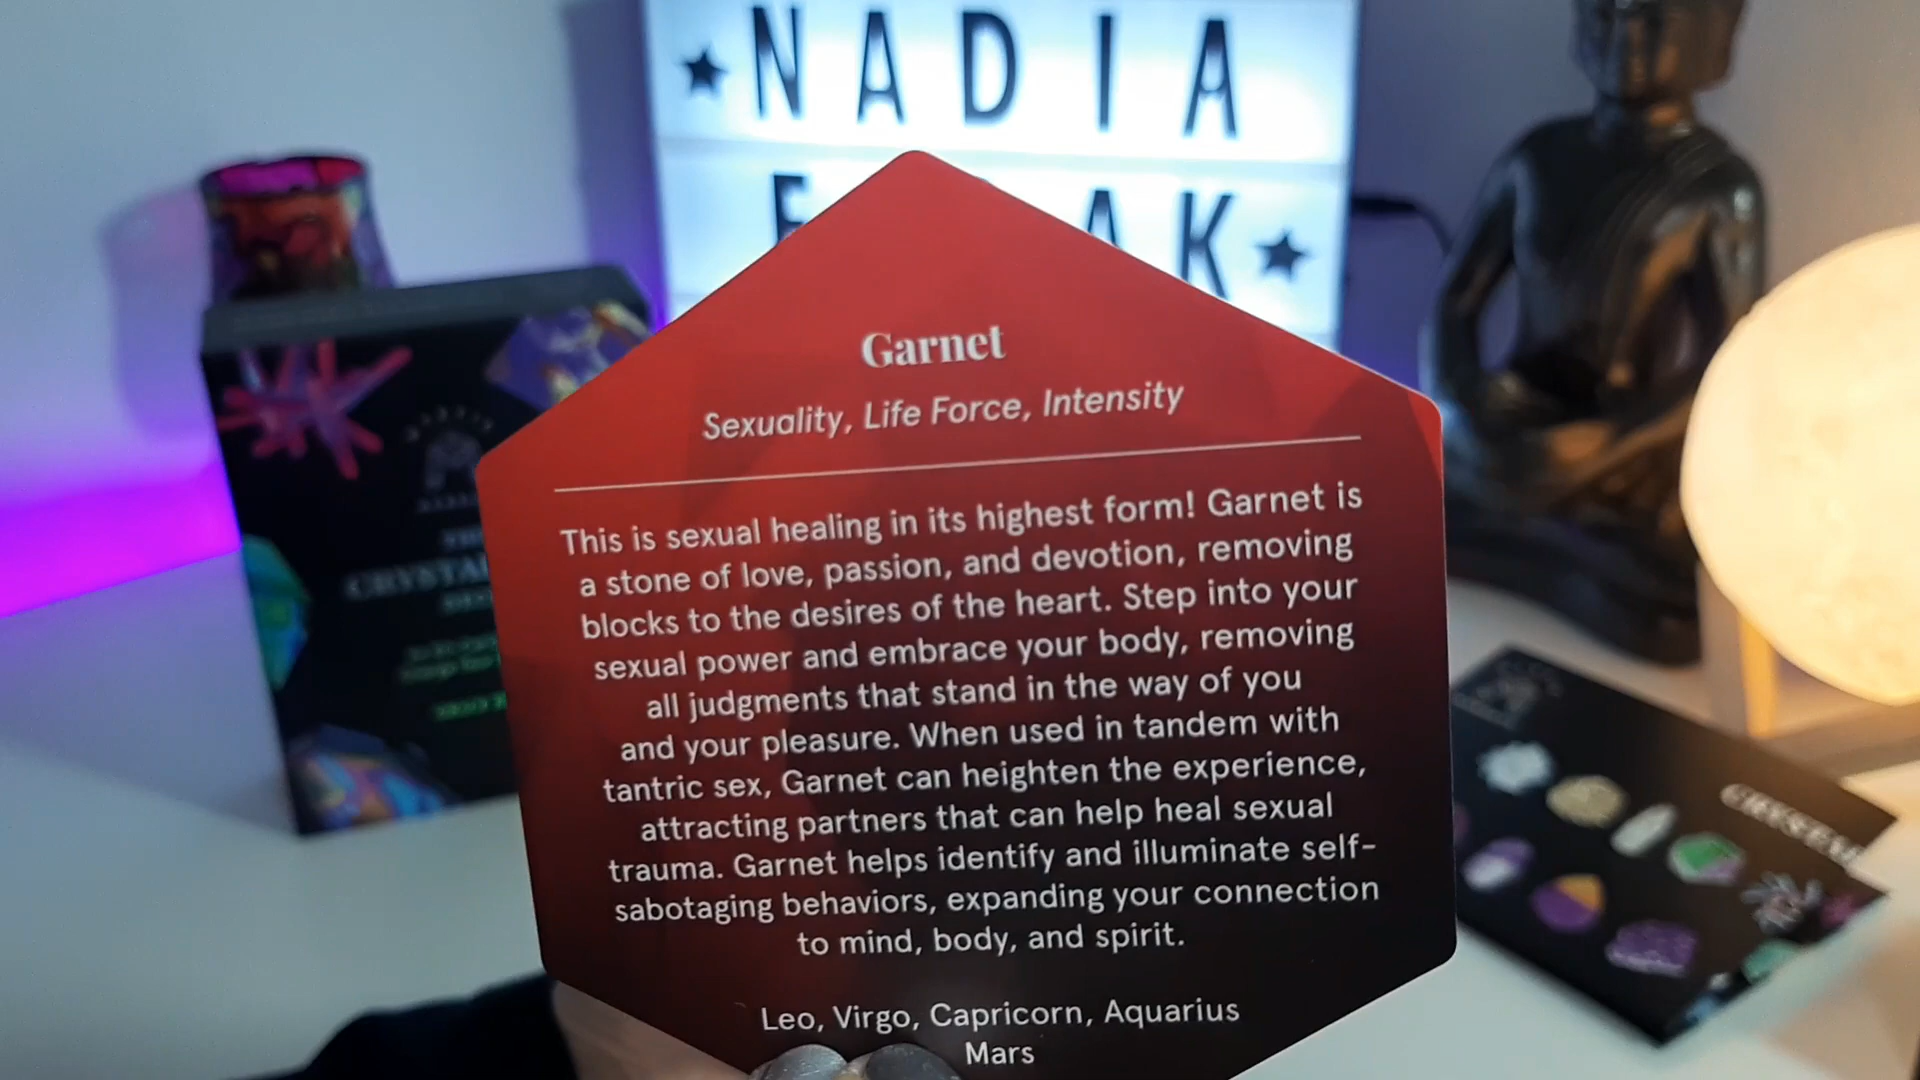 ★ NADIA
AK ★
Garnet
Sexuality, Life Force, Intensity
This is sexual healing in its highest form! Garnet is
a stone of love, passion, and devotion, removing
blocks to the desires of the heart. Step into your
sexual power and embrace your body, removing
all judgments that stand in the way of you
and your pleasure. When used in tandem with
tantric sex, Garnet can heighten the experience,
attracting partners that can help heal sexual
trauma. Garnet helps identify and illuminate self-
sabotaging behaviors, expanding your connection
to mind, body, and spirit.
Leo, Virgo, Capricorn, Aquarius
Mars